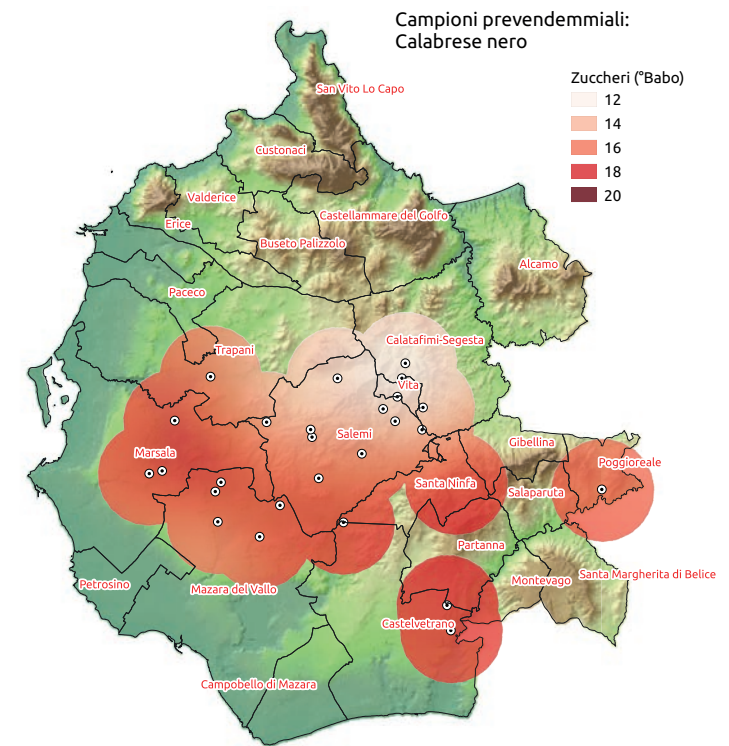 Campioni prevendemmiali:
Calabrese nero
Zuccheri (°Babo)
12
14
16
18
20
San Vito Lo Capo
Custonaci
Valderice
Erice
Castellammare del Golfo
Buseto Palizzolo
Alcamo
Paceco
Trapani
Calatafimi-Segesta
Vita
Salemi
Marsala
Gibellina
Poggioreale
Santa Ninfa
Salaparuta
Partanna
Montevago
Santa Margherita di Belice
Petrosino
Mazara del Vallo
Castelvetrano
Campobello di Mazara